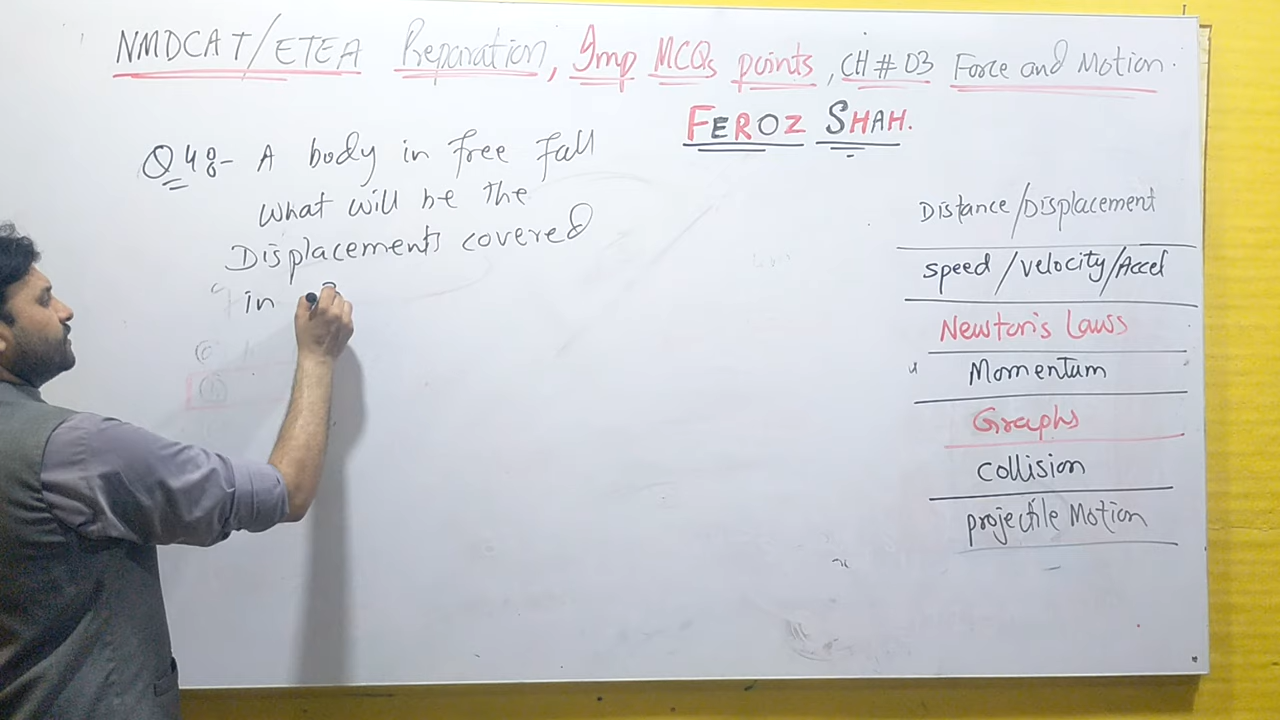 NMDCAT/ETEA Preparation, Imp MCQs points, CH # 03 Force and Motion.
FEROZ SHAH.
Q 48- A body in free fall
what will be the
Displacements covered
in
Distance/Displacement
speed/velocity/Accel
Newton's Laws
Momentum
Graphs
collision
projectile Motion